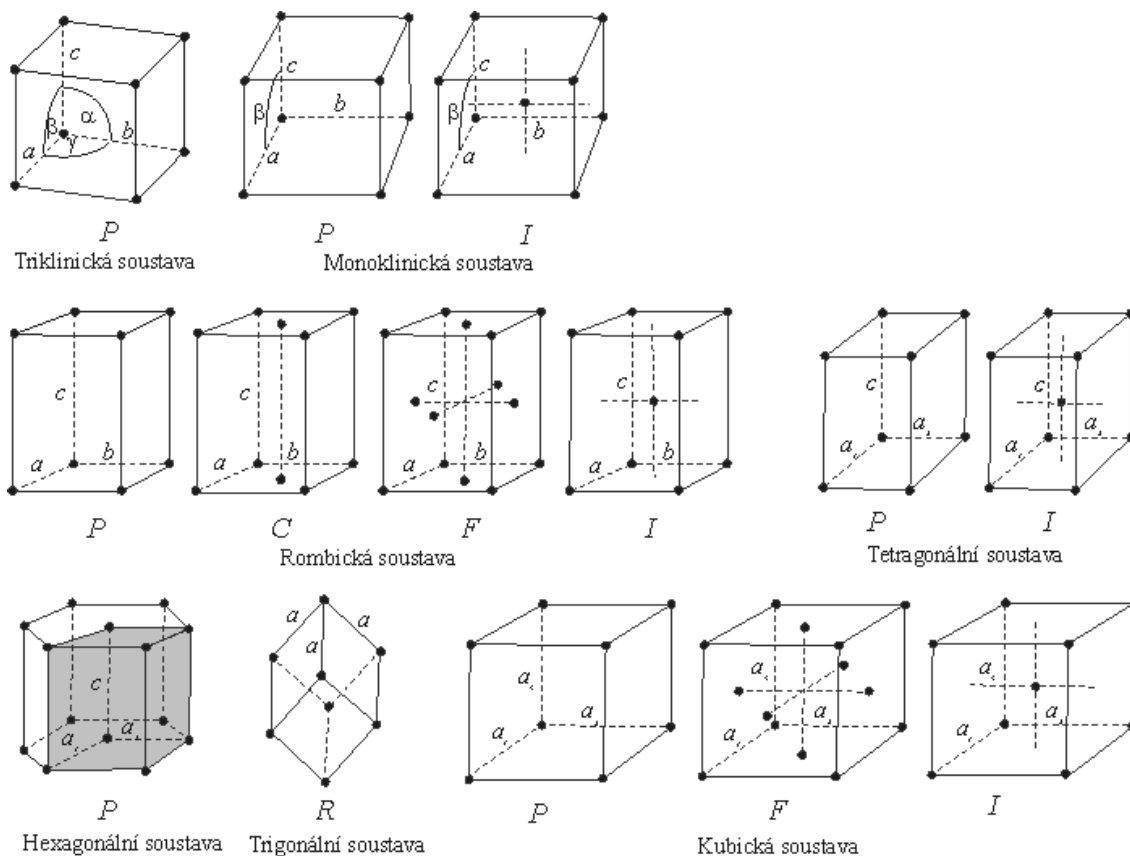 c
β α b
a γ
P
Triklinická soustava
c
β b
a
P
c
β b
a
I
Monoklinická soustava
c
a b
P
c
a b
C
c
a b
F
c
a b
I
Rombická soustava
c
a a
P
c
a a
I
Tetragonální soustava
c
a a
P
Hexagonální soustava
a a
a
R
Trigonální soustava
a
a a
P
a
a
F
a
a a
I
Kubická soustava